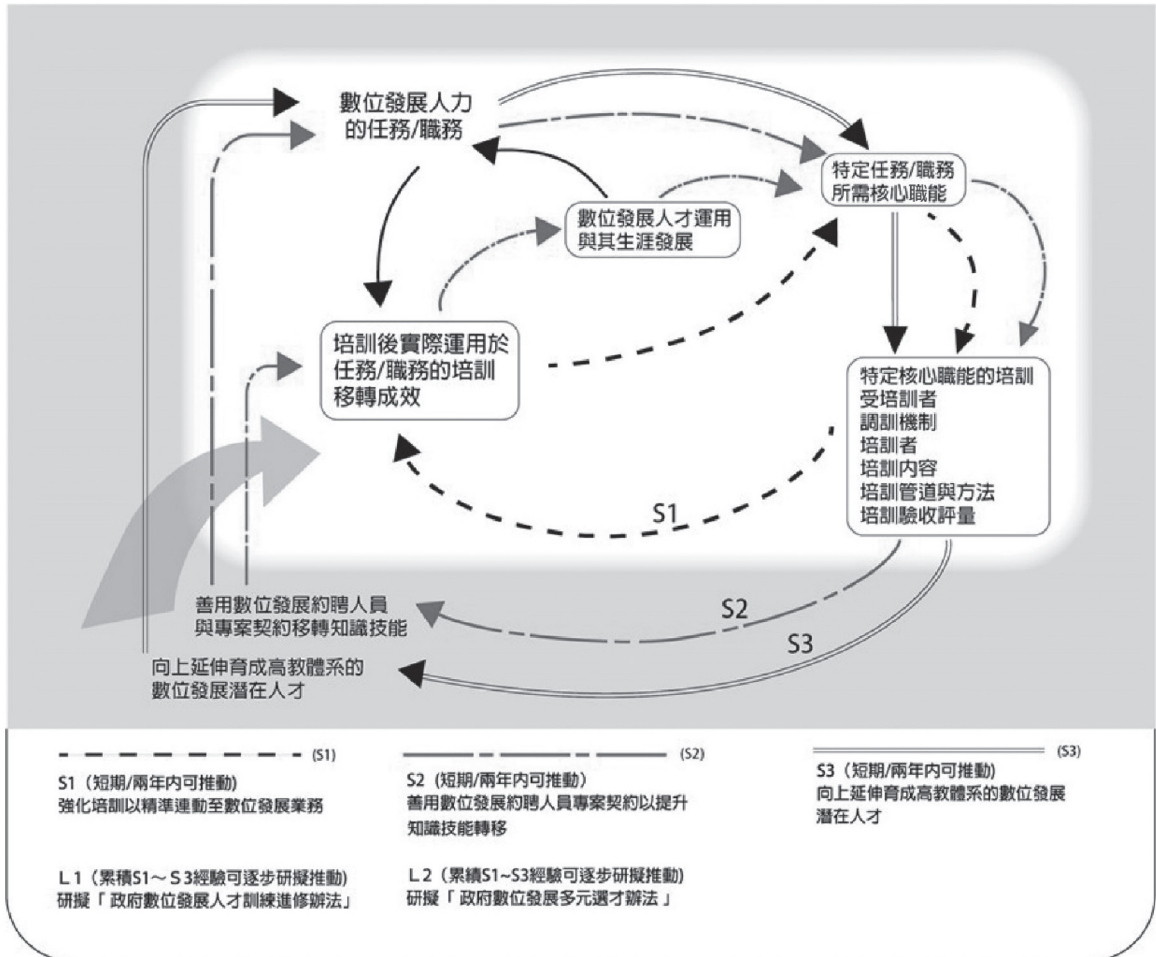 數位發展人力
的任務/職務
特定任務/職務
所需核心職能
數位發展人才運用
與其生涯發展
培訓後實際運用於
任務/職務的培訓
移轉成效
特定核心職能的培訓
受培訓者
調訓機制
培訓者
培訓內容
培訓管道與方法
培訓驗收評量
S1
S2
S3
善用數位發展約聘人員
與專案契約移轉知識技能
向上延伸育成高教體系的
數位發展潛在人才
(S1)
S1（短期/兩年內可推動）
強化培訓以精準連動至數位發展業務
(S2)
S2（短期/兩年內可推動）
善用數位發展約聘人員專案契約以提升
知識技能轉移
(S3)
S3（短期/兩年內可推動）
向上延伸育成高教體系的數位發展
潛在人才
L1（累積S1～S3經驗可逐步研擬推動）
研擬「政府數位發展人才訓練進修辦法」
L2（累積S1~S3經驗可逐步研擬推動）
研擬「政府數位發展多元選才辦法」